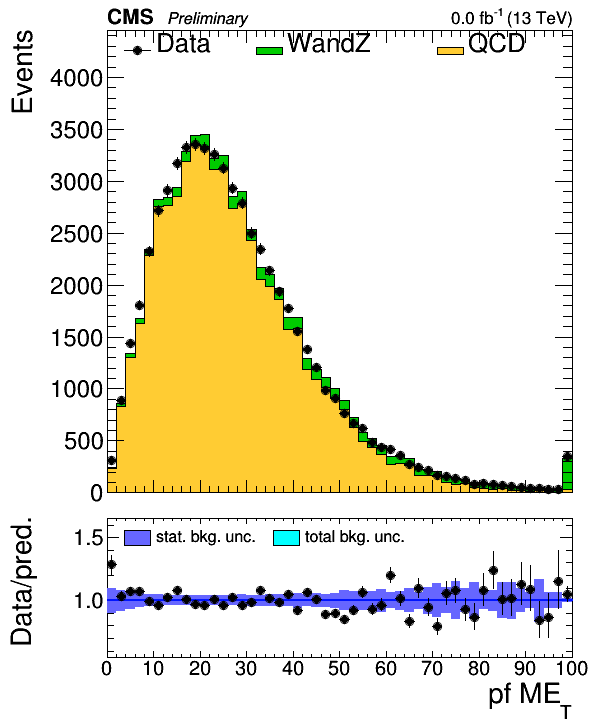 CMS Preliminary 0.0 fb⁻¹ (13 TeV)
Data WandZ QCD
Events
4000
3500
3000
2500
2000
1500
1000
500
0
stat. bkg. unc. total bkg. unc.
Data/pred.
1.5
1.0
0 10 20 30 40 50 60 70 80 90 100
pf ME_T